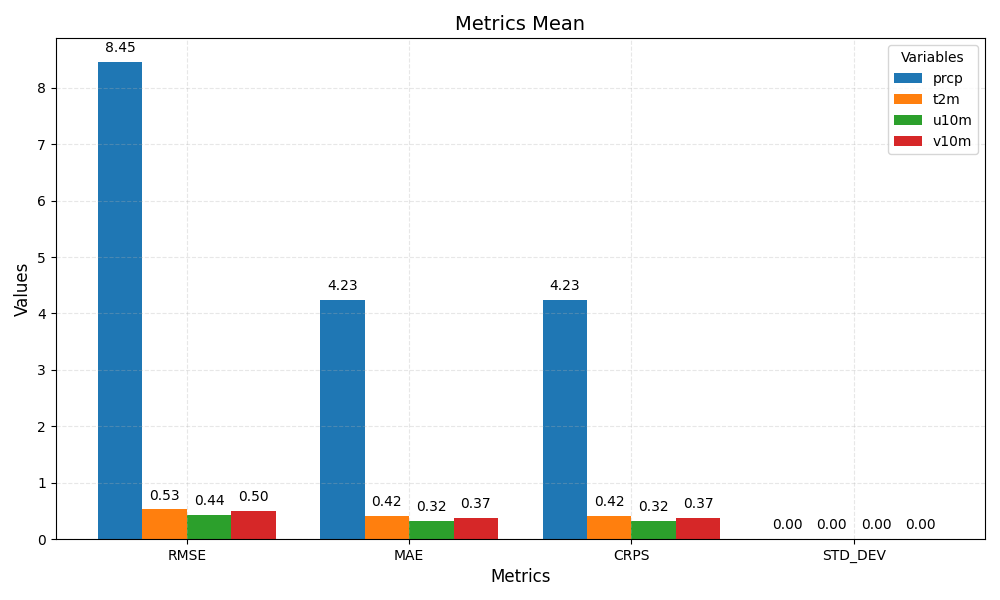 Metrics Mean
8.45
Variables
prcp
t2m
u10m
v10m
8
7
6
5
4
3
2
1
0
Values
4.23
4.23
0.53
0.44
0.50
0.42
0.32
0.37
0.42
0.32
0.37
0.00
0.00
0.00
0.00
RMSE
MAE
CRPS
STD_DEV
Metrics